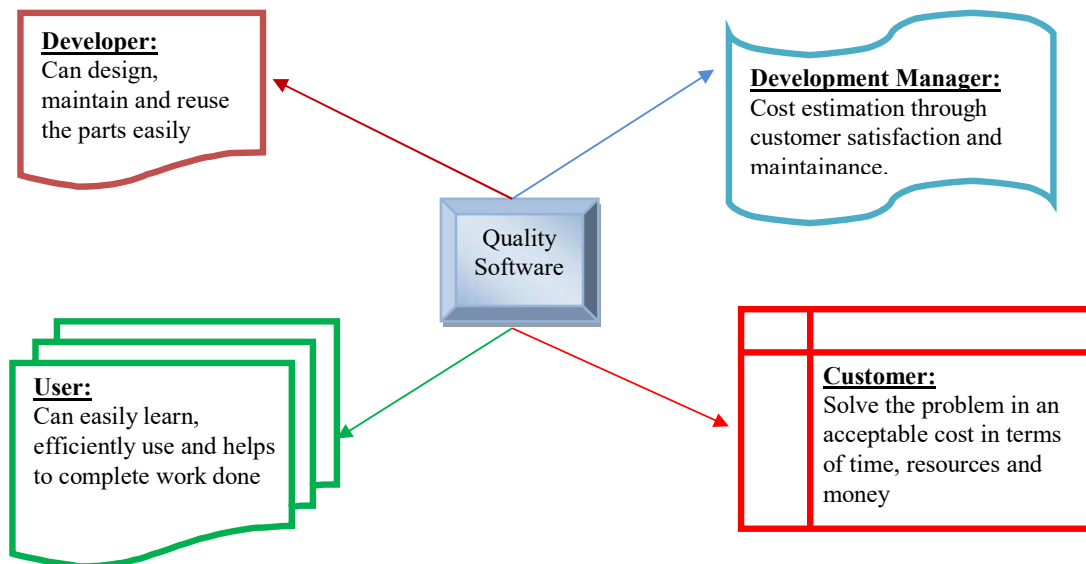 Developer:
Can design,
maintain and reuse
the parts easily
Development Manager:
Cost estimation through
customer satisfaction and
maintainance.
Quality
Software
User:
Can easily learn,
efficiently use and helps
to complete work done
Customer:
Solve the problem in an
acceptable cost in terms
of time, resources and
money